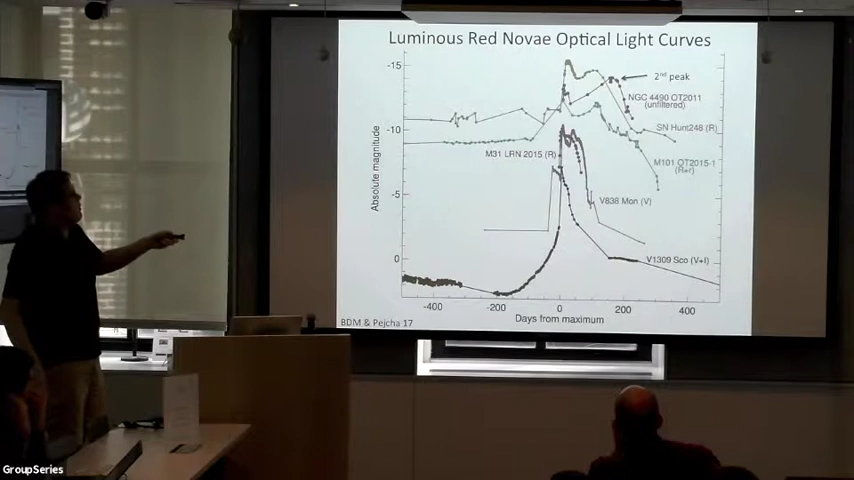 Luminous Red Novae Optical Light Curves
-15
2nd peak
NGC 4490 OT2011
(unfiltered)
SN Hunt248 (R)
-10
M31 LRN 2015 (R)
M101 OT2015-1
(R+r)
Absolute magnitude
-5
V838 Mon (V)
0
V1309 Sco (V+I)
-400
-200
0
200
400
Days from maximum
BDM & Pejcha 17
GroupSeries